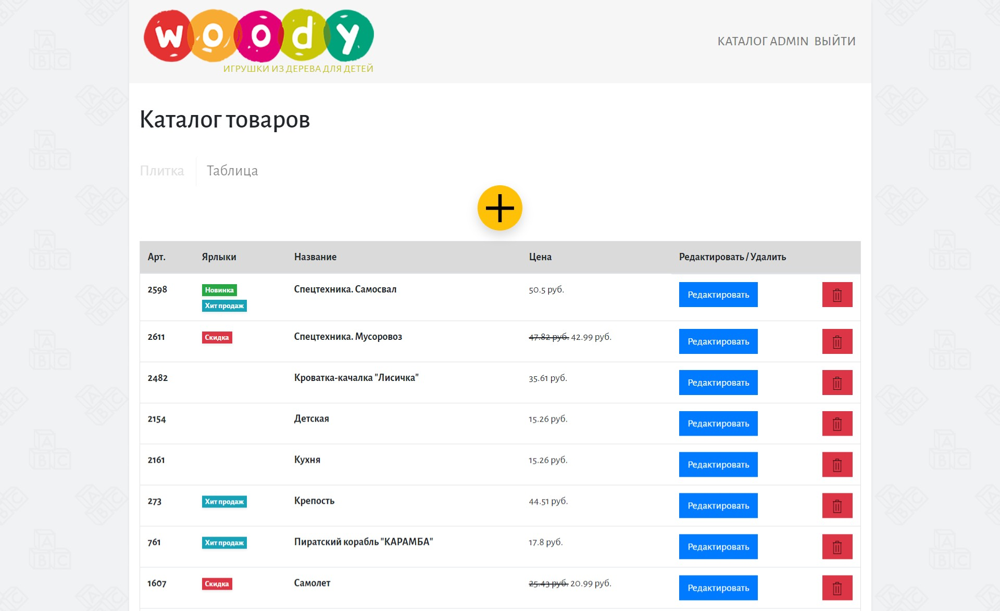 woody
ИГРУШКИ ИЗ ДЕРЕВА ДЛЯ ДЕТЕЙ
КАТАЛОГ ADMIN ВЫЙТИ
Каталог товаров
Плитка Таблица
Арт. Ярлыки Название Цена Редактировать / Удалить
2598 Новинка Спецтехника. Самосвал 50.5 руб. Редактировать
Хит продаж
2611 Скидка Спецтехника. Мусоровоз 47.82 руб. 42.99 руб. Редактировать
2482 Кроватка-качалка "Лисичка" 35.61 руб. Редактировать
2154 Детская 15.26 руб. Редактировать
2161 Кухня 15.26 руб. Редактировать
273 Хит продаж Крепость 44.51 руб. Редактировать
761 Хит продаж Пиратский корабль "КАРАМБА" 17.8 руб. Редактировать
1607 Скидка Самолет 25.43 руб. 20.99 руб. Редактировать